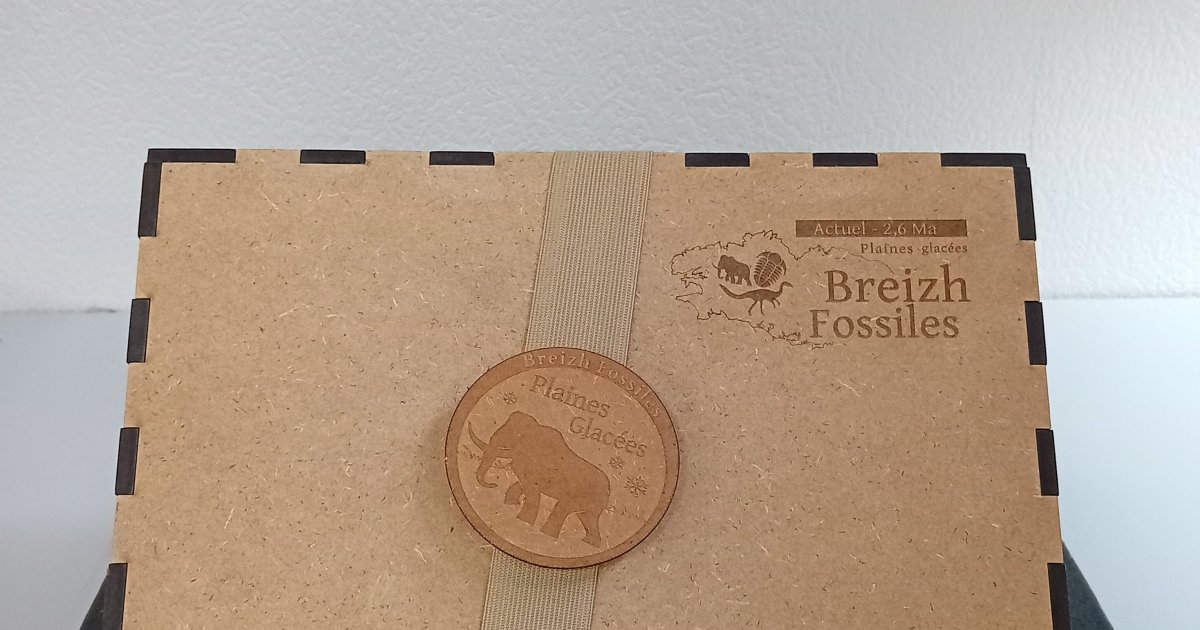 Actuel - 2,6 Ma
Plaines glacées
Breizh
Fossiles
Breizh Fossiles
Plaines
Glacées